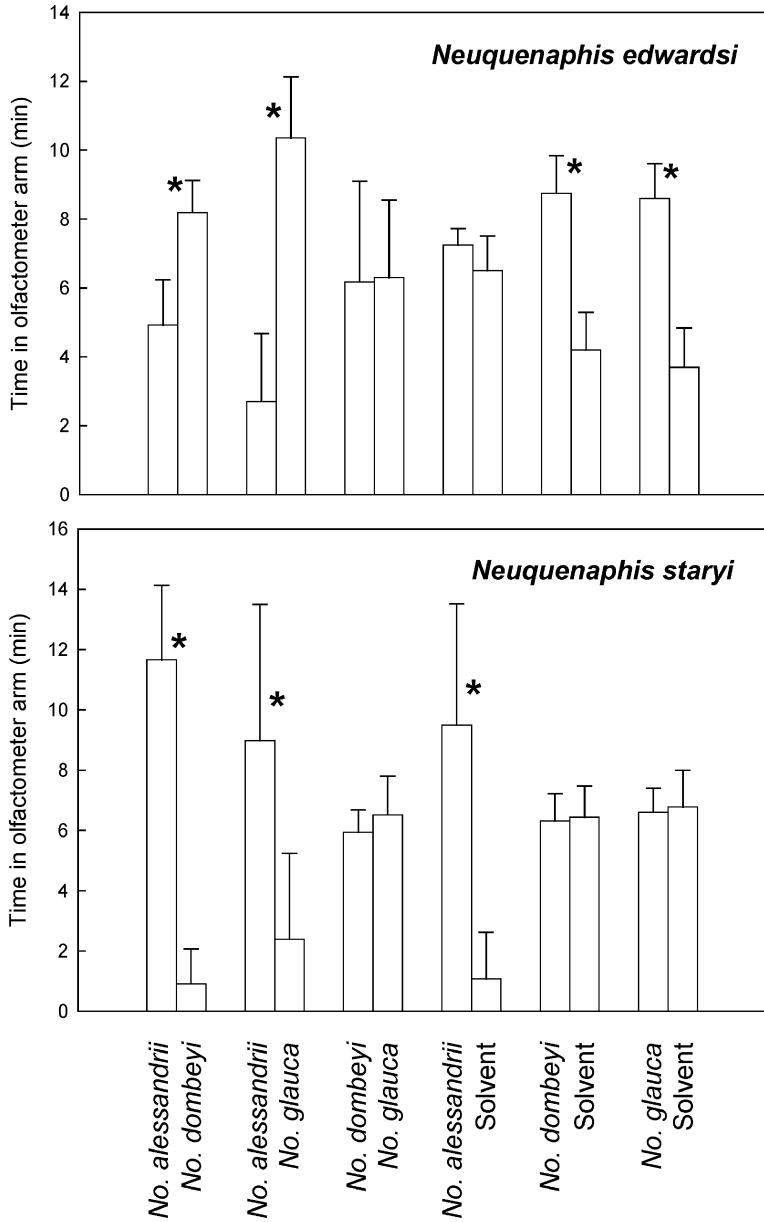 14
12
10
8
6
4
2
0
Time in olfactometer arm (min)
Neuquenaphis edwardsi
*
*
*
*
16
14
12
10
8
6
4
2
0
Time in olfactometer arm (min)
Neuquenaphis staryi
*
*
*
No. alessandrii
No. dombeyi
No. alessandrii
No. glauca
No. dombeyi
No. glauca
No. alessandrii
Solvent
No. dombeyi
Solvent
No. glauca
Solvent